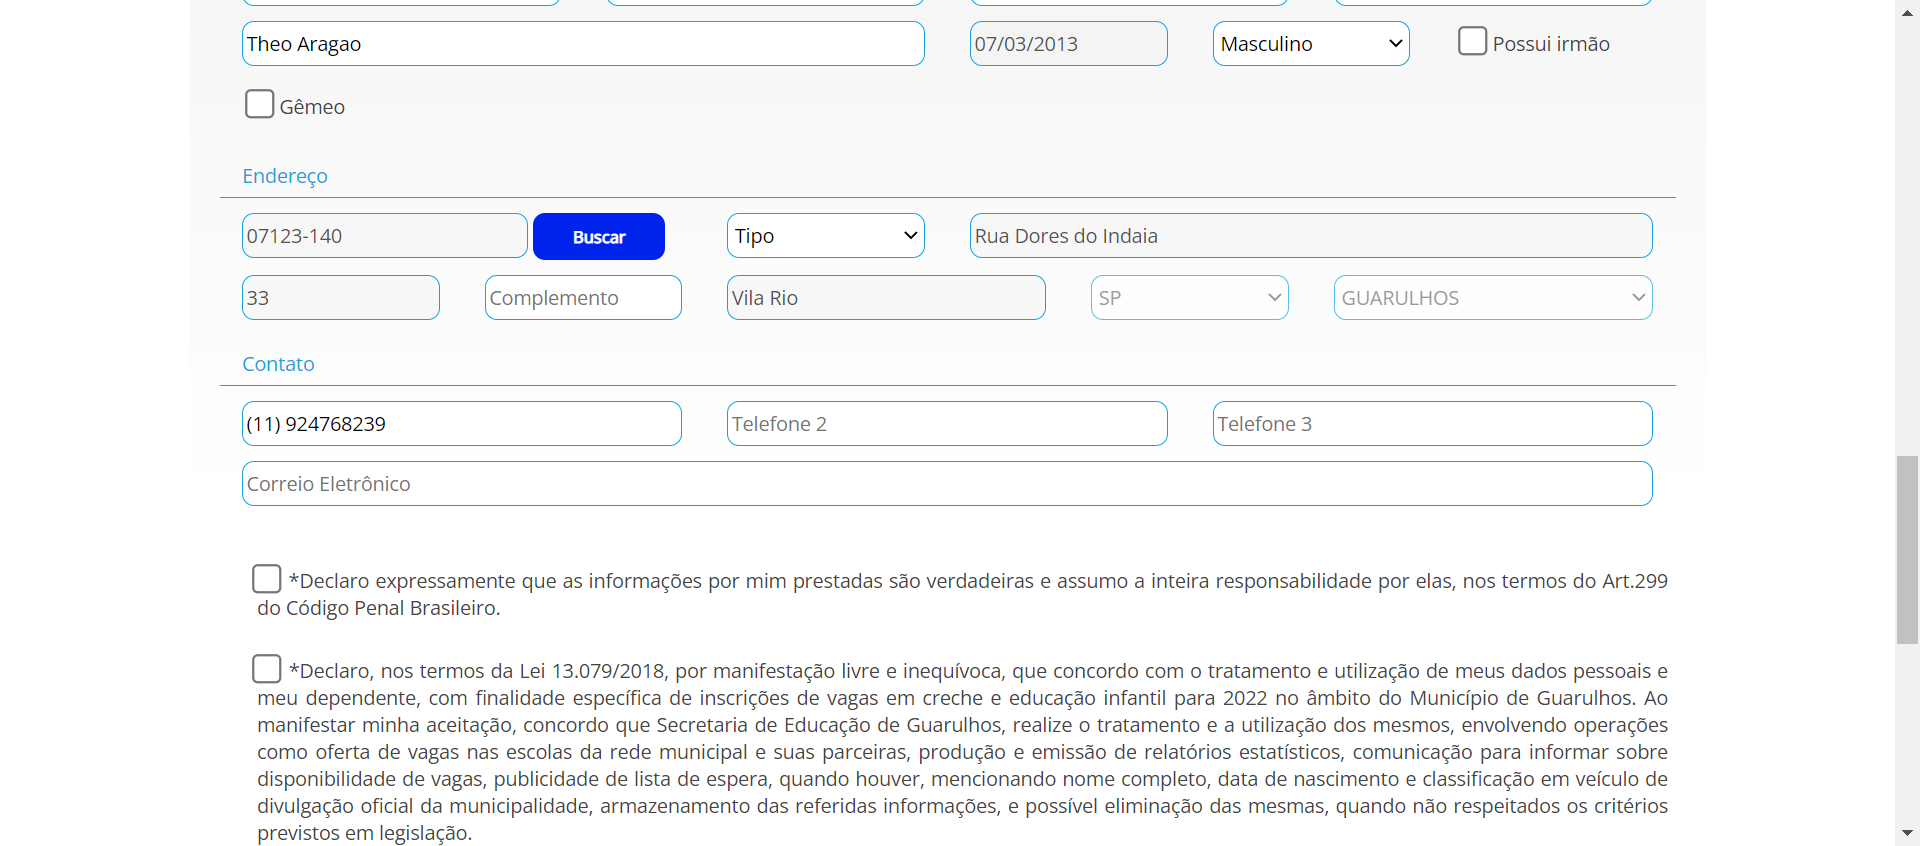 Theo Aragao 07/03/2013 Masculino Possui irmão
Gêmeo
Endereço
07123-140 Buscar Tipo Rua Dores do Indaia
33 Complemento Vila Rio SP GUARULHOS
Contato
(11) 924768239 Telefone 2 Telefone 3
Correio Eletrônico
*Declaro expressamente que as informações por mim prestadas são verdadeiras e assumo a inteira responsabilidade por elas, nos termos do Art.299
do Código Penal Brasileiro.
*Declaro, nos termos da Lei 13.079/2018, por manifestação livre e inequívoca, que concordo com o tratamento e utilização de meus dados pessoais e
meu dependente, com finalidade específica de inscrições de vagas em creche e educação infantil para 2022 no âmbito do Município de Guarulhos. Ao
manifestar minha aceitação, concordo que Secretaria de Educação de Guarulhos, realize o tratamento e a utilização dos mesmos, envolvendo operações
como oferta de vagas nas escolas da rede municipal e suas parceiras, produção e emissão de relatórios estatísticos, comunicação para informar sobre
disponibilidade de vagas, publicidade de lista de espera, quando houver, mencionando nome completo, data de nascimento e classificação em veículo de
divulgação oficial da municipalidade, armazenamento das referidas informações, e possível eliminação das mesmas, quando não respeitados os critérios
previstos em legislação.